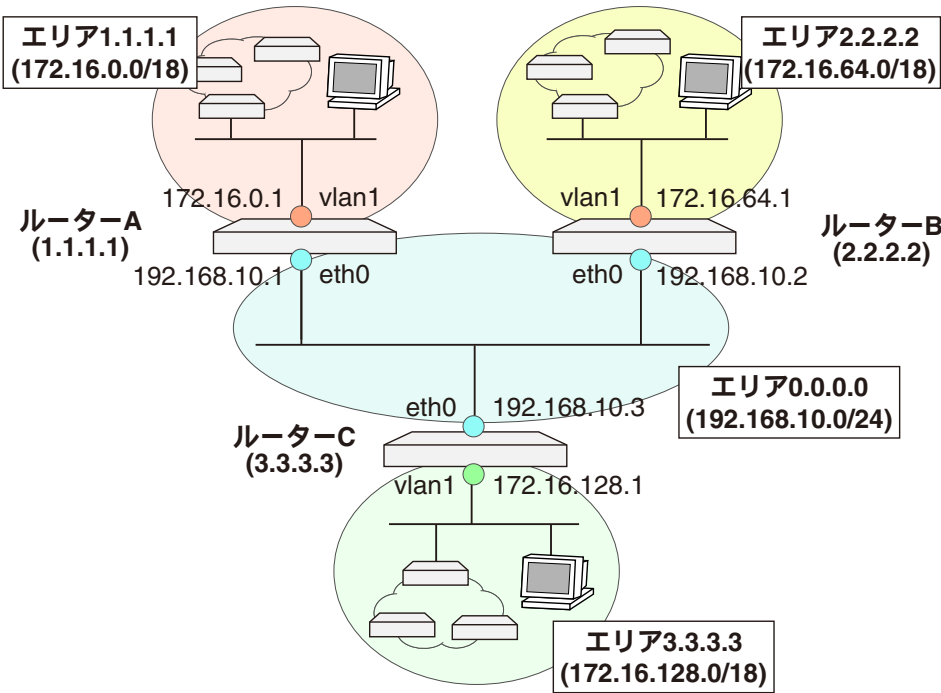 エリア1.1.1.1
(172.16.0.0/18)
エリア2.2.2.2
(172.16.64.0/18)
172.16.0.1 vlan1
vlan1 172.16.64.1
ルーターA
(1.1.1.1)
ルーターB
(2.2.2.2)
192.168.10.1 eth0
eth0 192.168.10.2
エリア0.0.0.0
(192.168.10.0/24)
eth0 192.168.10.3
ルーターC
(3.3.3.3)
vlan1 172.16.128.1
エリア3.3.3.3
(172.16.128.0/18)